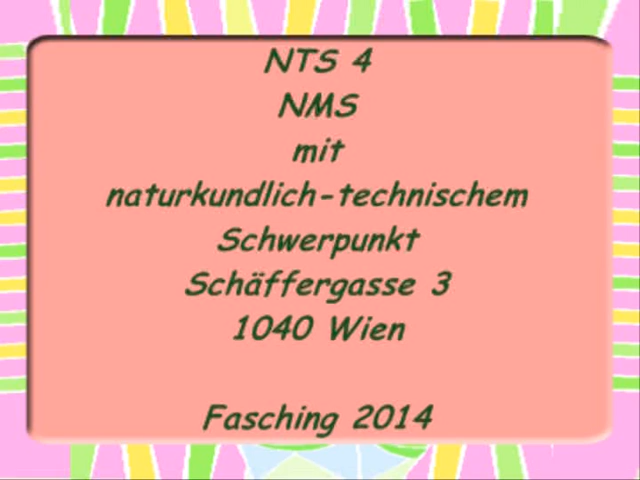 NTS 4
NMS
mit
naturkundlich-technischem
Schwerpunkt
Schäffergasse 3
1040 Wien
Fasching 2014